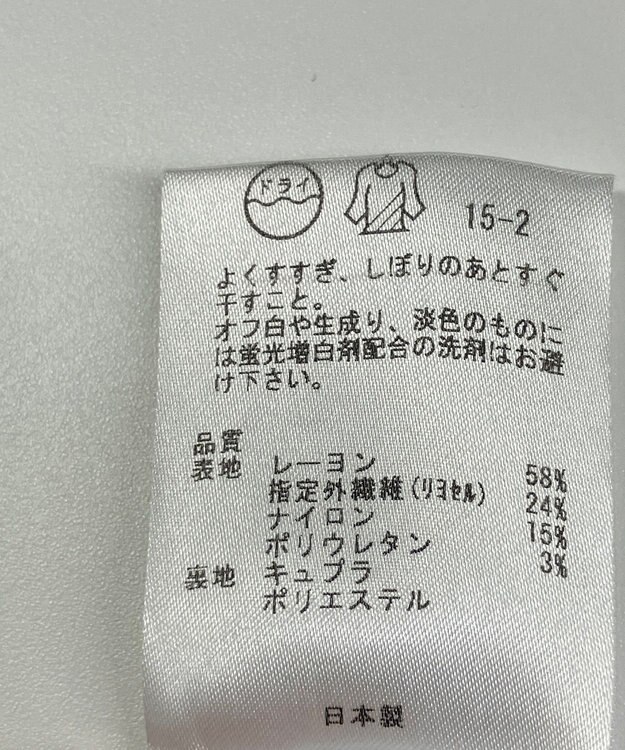 ドライ
15-2
よくすすぎ、しぼりのあとすぐ
干すこと。
オフ白や生成り、淡色のものに
は蛍光増白剤配合の洗剤はお避
け下さい。
品質
表地 レーヨン 58%
指定外繊維(リヨセル) 24%
ナイロン 15%
ポリウレタン 3%
裏地 キュプラ
ポリエステル
日本製